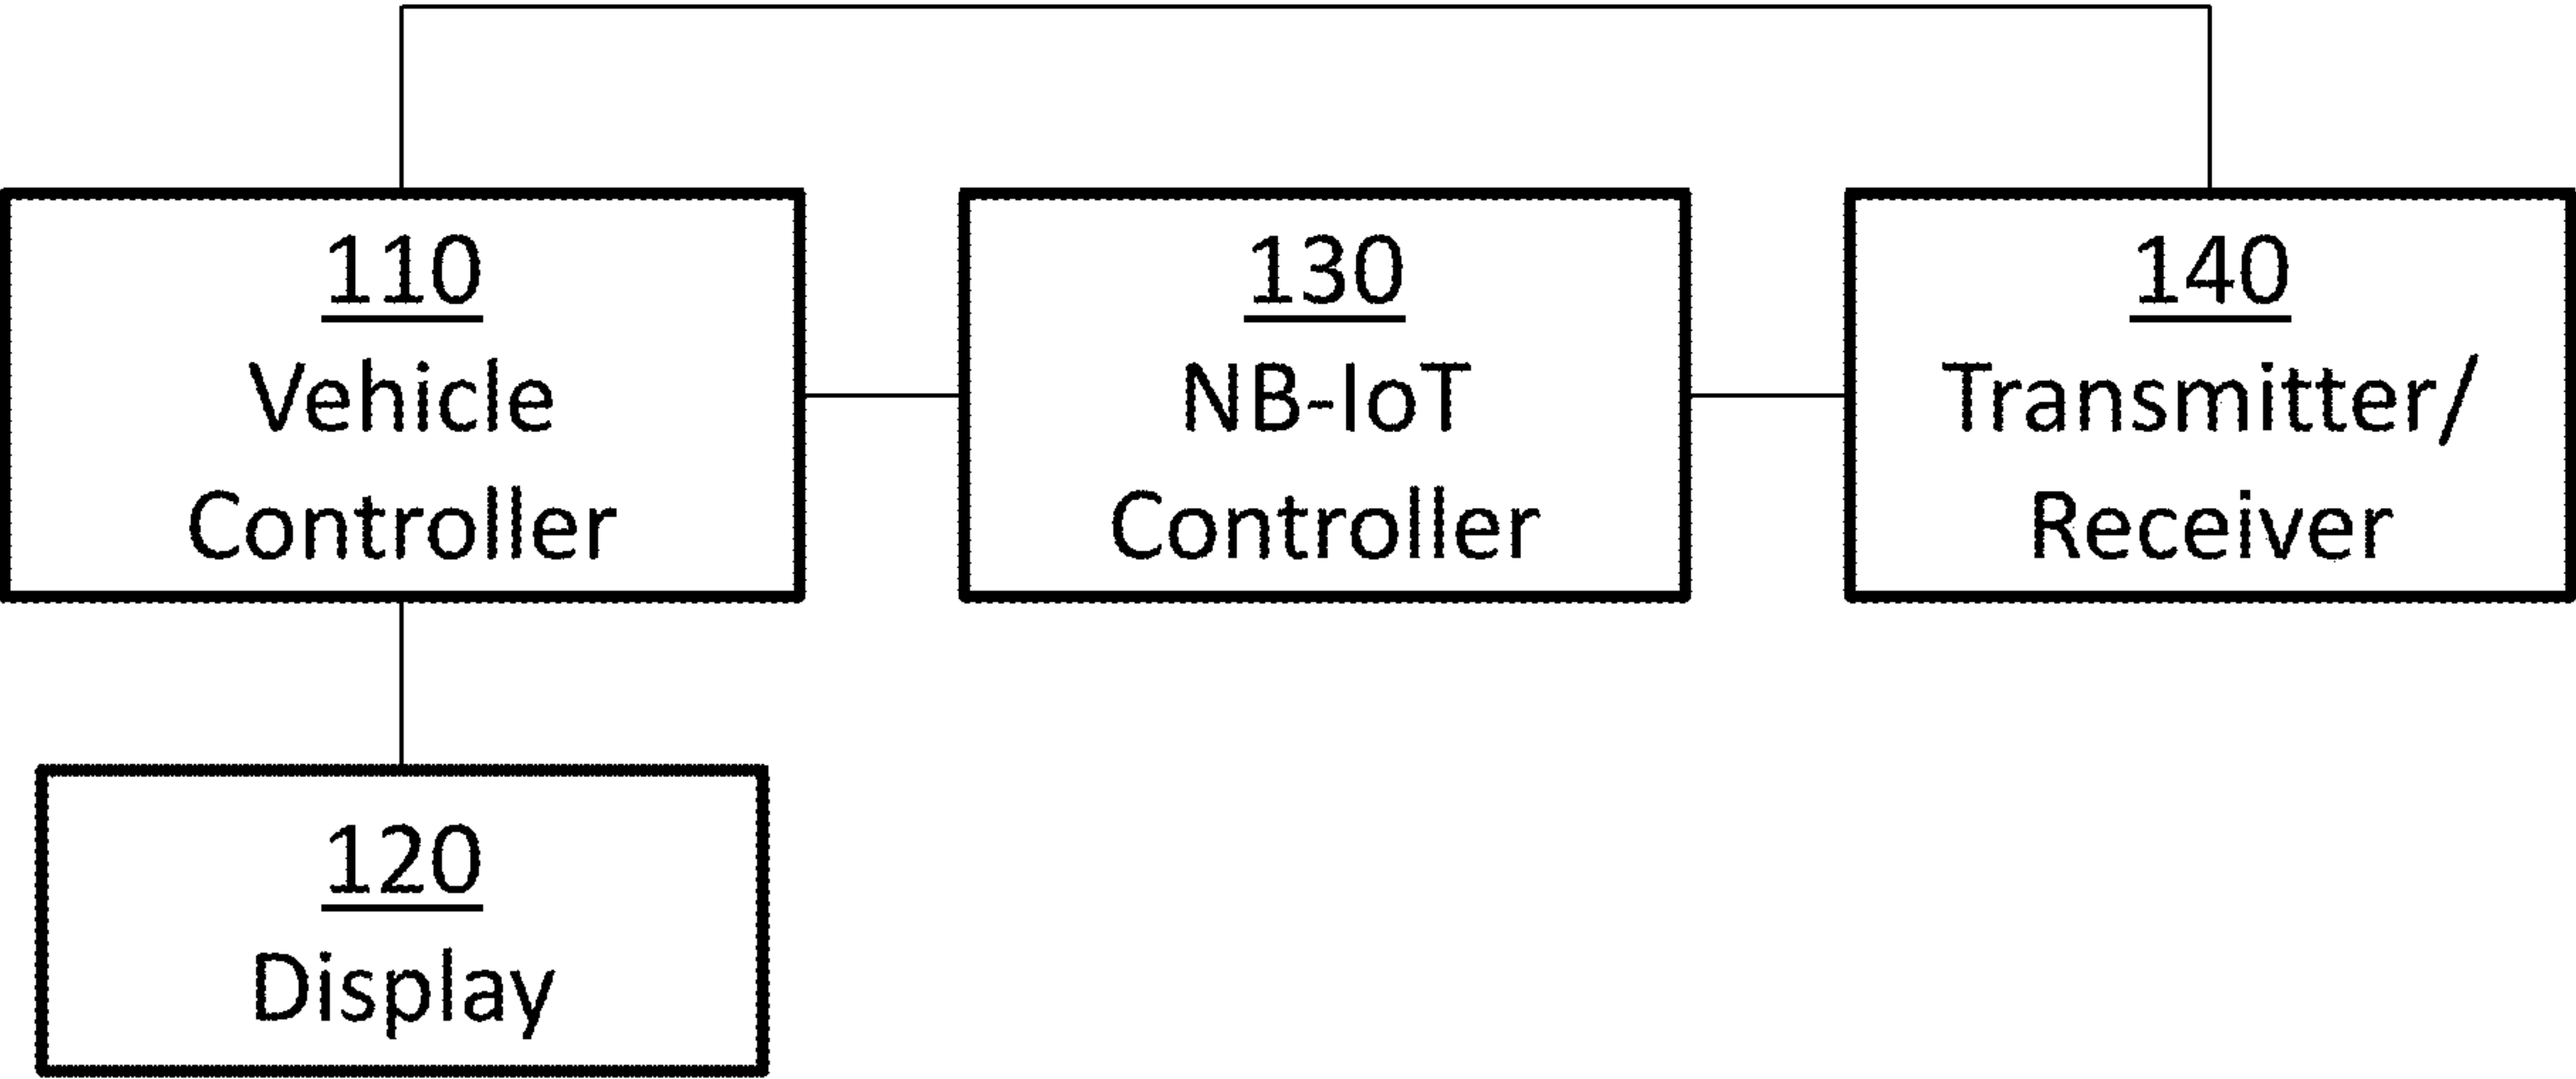 110
Vehicle
Controller
130
NB-IoT
Controller
140
Transmitter/
Receiver
120
Display